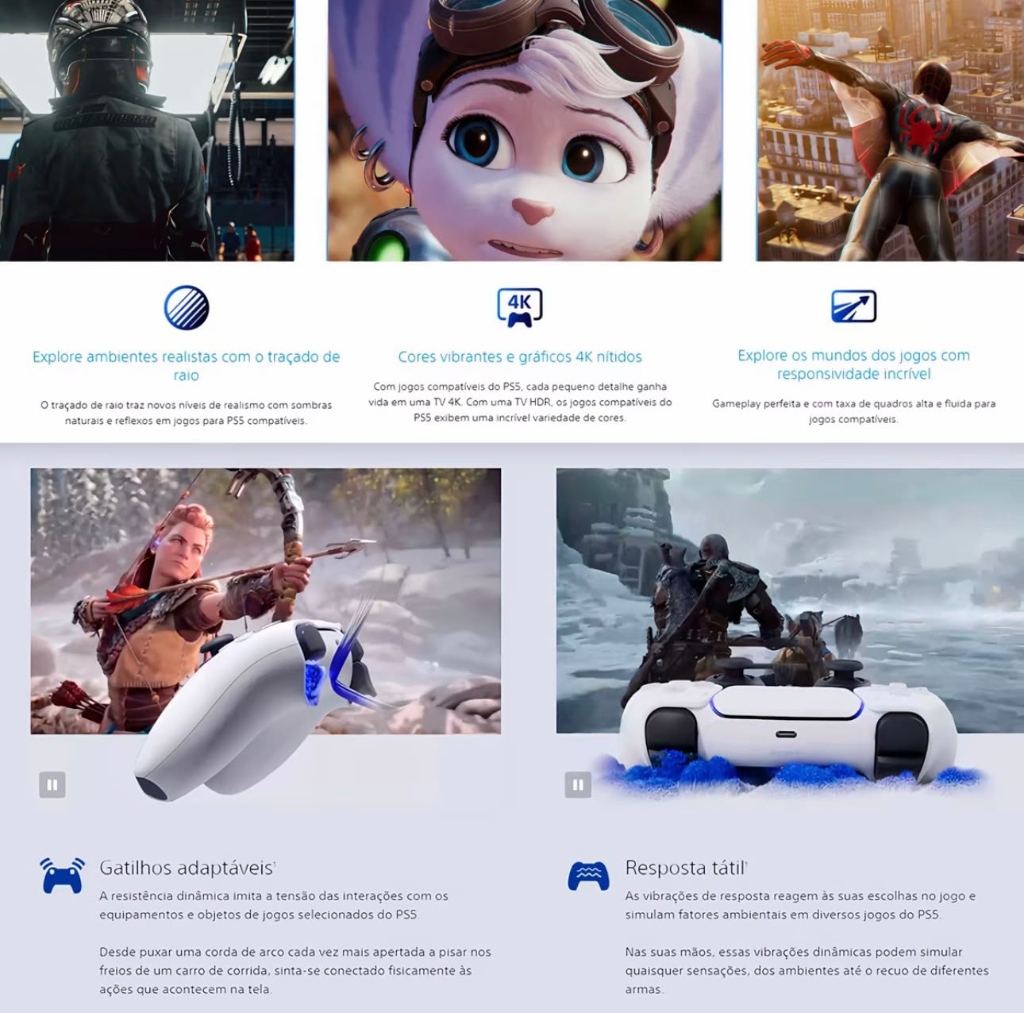 4K
Explore ambientes realistas com o traçado de
raio
O traçado de raio traz novos níveis de realismo com sombras
naturais e reflexos em jogos para PS5 compatíveis.
Cores vibrantes e gráficos 4K nítidos
Com jogos compatíveis do PS5, cada pequeno detalhe ganha
vida em uma TV 4K. Com uma TV HDR, os jogos compatíveis do
PS5 exibem uma incrível variedade de cores.
Explore os mundos dos jogos com
responsividade incrível
Gameplay perfeita e com taxa de quadros alta e fluida para
jogos compatíveis.
Gatilhos adaptáveis¹
A resistência dinâmica imita a tensão das interações com os
equipamentos e objetos de jogos selecionados do PS5.
Desde puxar uma corda de arco cada vez mais apertada a pisar nos
freios de um carro de corrida, sinta-se conectado fisicamente às
ações que acontecem na tela.
Resposta tátil¹
As vibrações de resposta reagem às suas escolhas no jogo e
simulam fatores ambientais em diversos jogos do PS5.
Nas suas mãos, essas vibrações dinâmicas podem simular
quaisquer sensações, dos ambientes até o recuo de diferentes
armas.